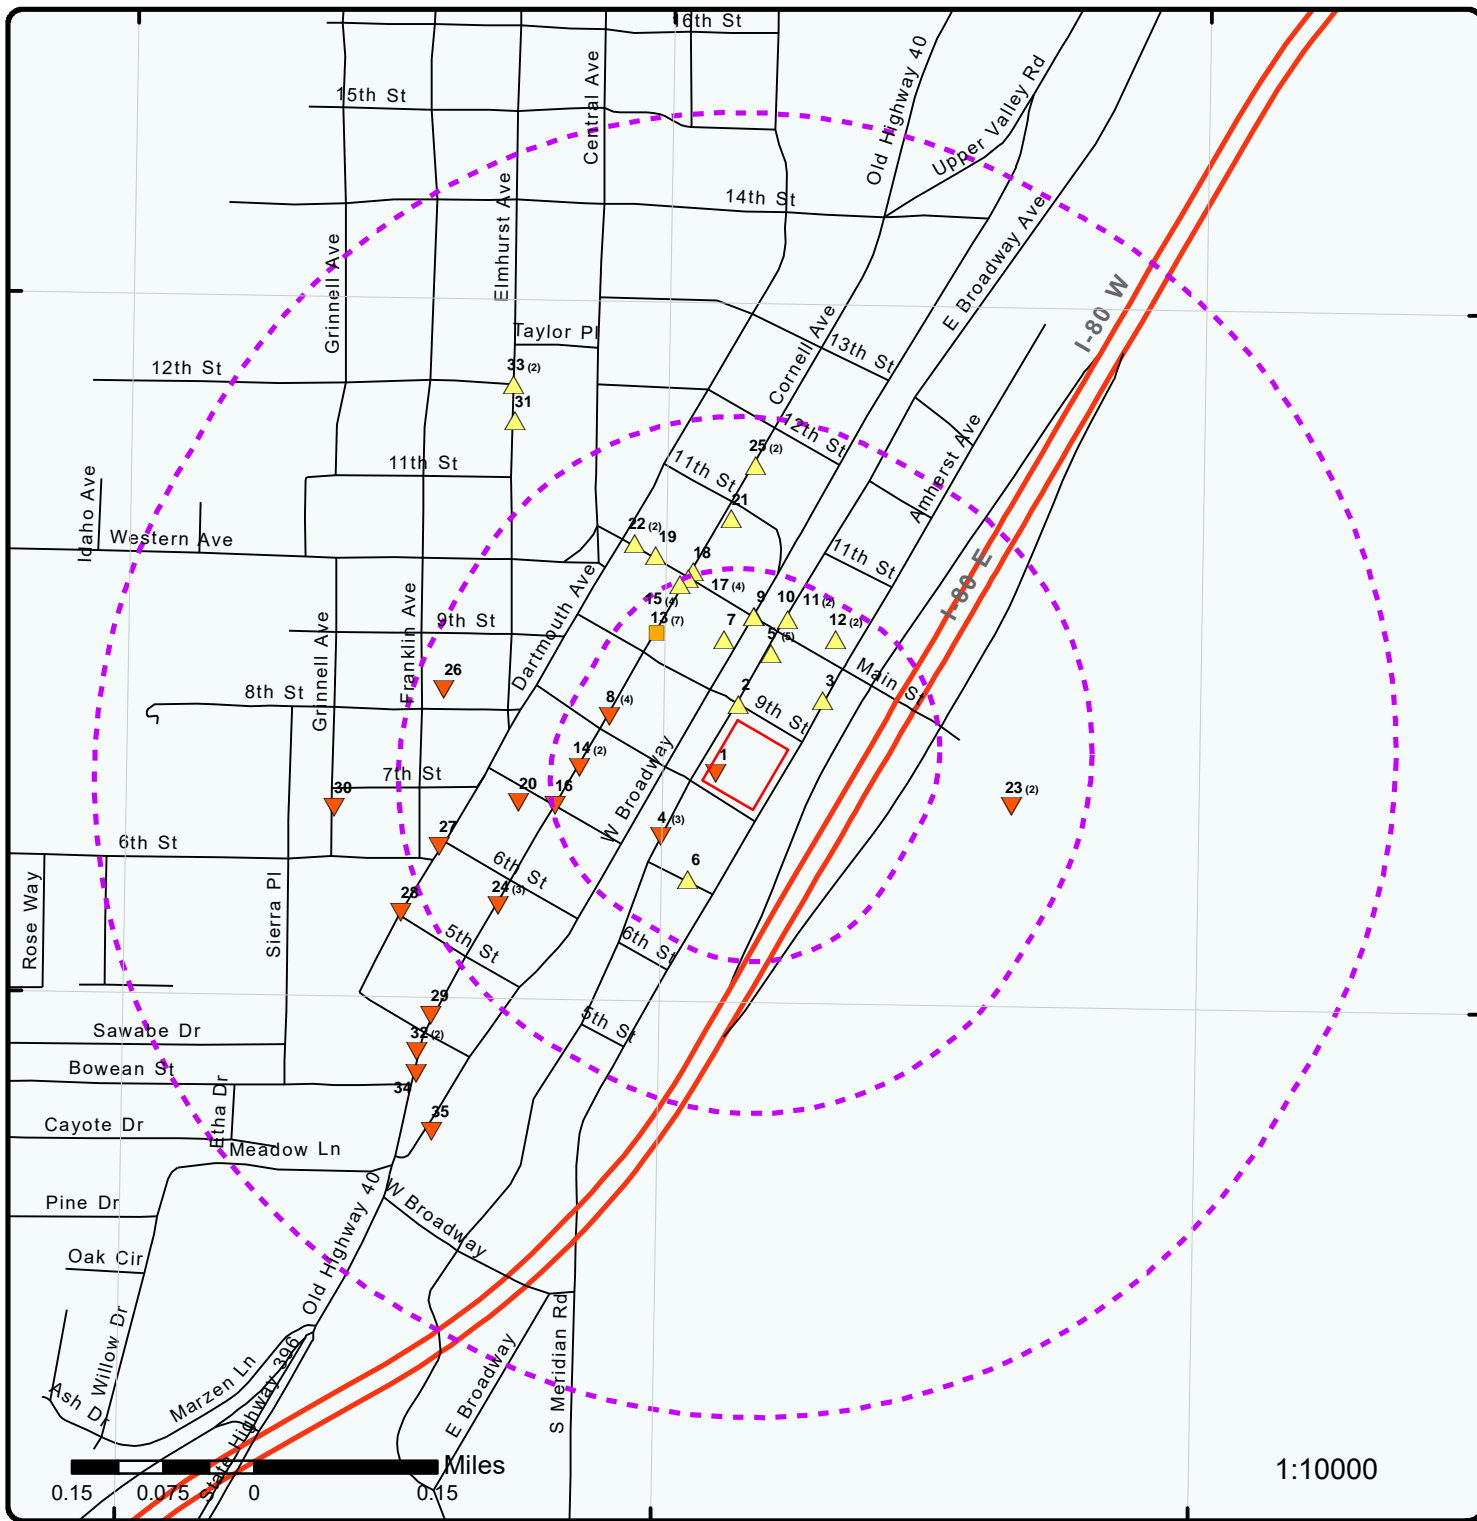 16th St
Old Highway 40
Upper Valley Rd
Central Ave
15th St
14th St
Elmhurst Ave
E Broadway Ave
Grinnell Ave
I-80 W
Taylor Pl
13th St
Cornell Ave
12th St
33 (2)
31
12th St
25 (2)
Amherst Ave
11th St
11th St
Idaho Ave
21
Western Ave
22 (2)
19
18
11th St
I-80 E
17 (4)
15 (4)
Dartmouth Ave
Franklin Ave
9th St
13 (7)
7
9
10
11 (2)
12 (2)
5 (5)
Grinnell Ave
26
8th St
8 (4)
2
3
Main St
9th St
14 (2)
W Broadway
1
7th St
30
20
16
23 (2)
4 (3)
27
6th St
6
6th St
Rose Way
Sierra Pl
28
24 (3)
5th St
6th St
29
5th St
Sawabe Dr
32 (2)
Bowean St
34
Etha Dr
35
Cayote Dr
Meadow Ln
Pine Dr
Old Highway 40
W Broadway
Oak Cir
Willow Dr
S Meridian Rd
E Broadway
Marzen Ln
State Highway 396
Ash Dr
Miles
1:10000
0.15
0.075
0
0.15